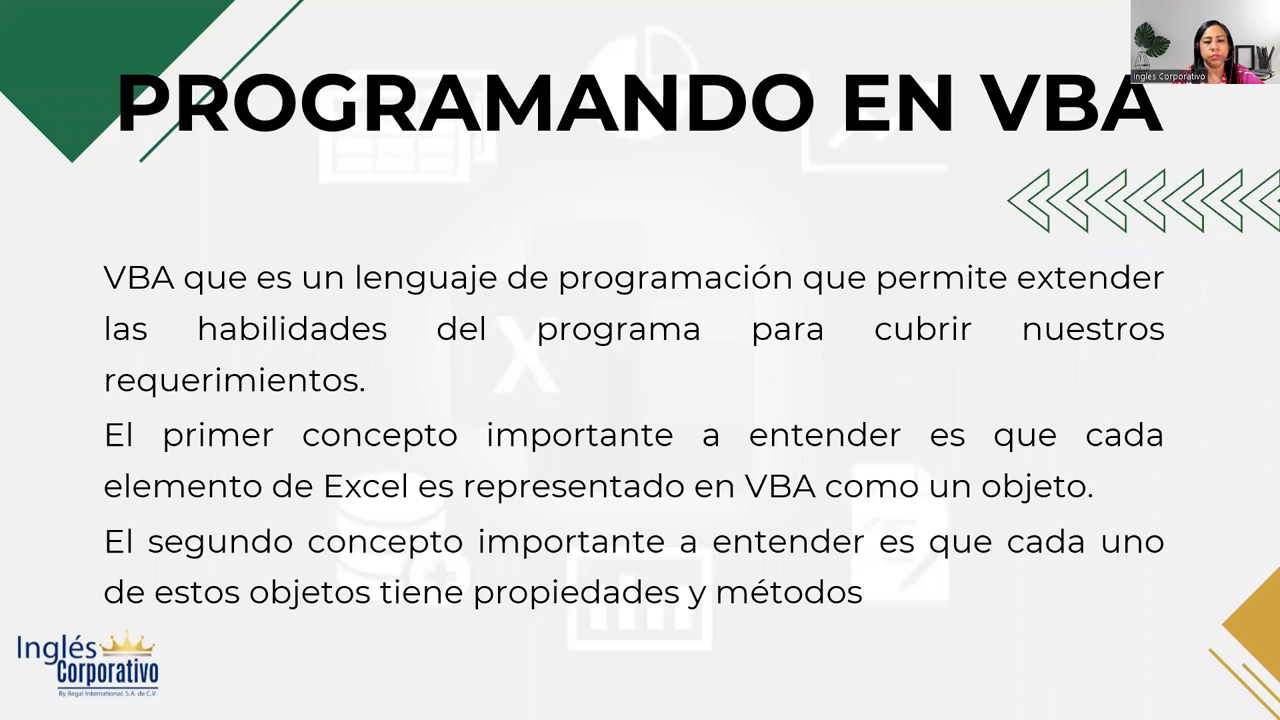 PROGRAMANDO EN VBA
Ingles Corporativo
VBA que es un lenguaje de programación que permite extender
las habilidades del programa para cubrir nuestros
requerimientos.
El primer concepto importante a entender es que cada
elemento de Excel es representado en VBA como un objeto.
El segundo concepto importante a entender es que cada uno
de estos objetos tiene propiedades y métodos
X
Inglés
Corporativo
By Regal International, S.A. de C.V.